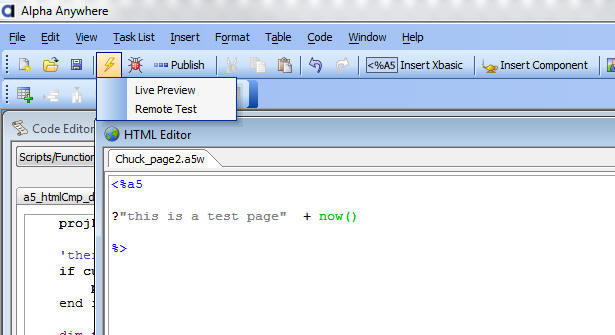 Alpha Anywhere
File Edit View Task List Insert Format Table Code Window Help
Publish <%A5 Insert Xbasic Insert Component
Live Preview
Remote Test
Code Editor
HTML Editor
Scripts/Function
Chuck_page2.a5w
a5_htmlCmp_d
<%a5
?"this is a test page" + now()
%>
proj
'the
if cu
p
end i
dim